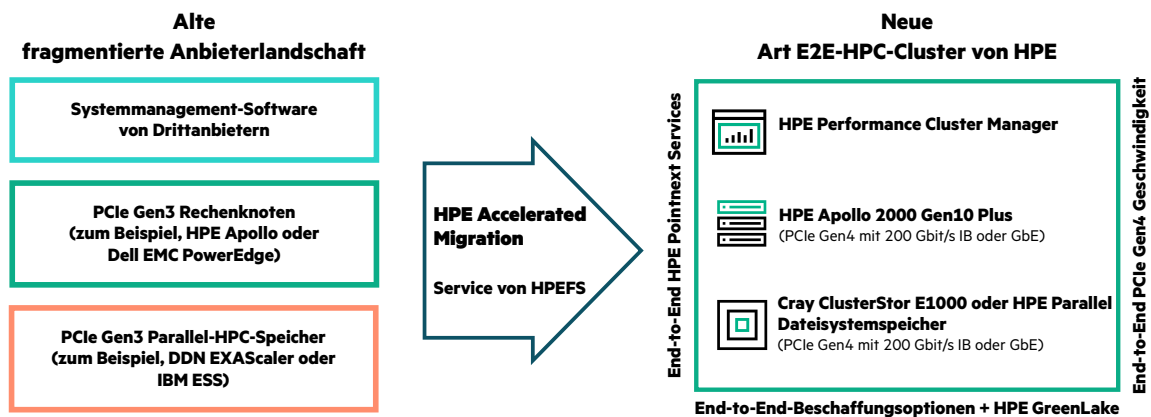 Alte
fragmentierte Anbieterlandschaft
Systemmanagement-Software
von Drittanbietern
PCIe Gen3 Rechenknoten
(zum Beispiel, HPE Apollo oder
Dell EMC PowerEdge)
PCIe Gen3 Parallel-HPC-Speicher
(zum Beispiel, DDN EXAScaler oder
IBM ESS)
HPE Accelerated
Migration
Service von HPEFS
Neue
Art E2E-HPC-Cluster von HPE
End-to-End HPE Pointnext Services
HPE Performance Cluster Manager
HPE Apollo 2000 Gen10 Plus
(PCIe Gen4 mit 200 Gbit/s IB oder GbE)
Cray ClusterStor E1000 oder HPE Parallel
Dateisystemspeicher
(PCIe Gen4 mit 200 Gbit/s IB oder GbE)
End-to-End PCIe Gen4 Geschwindigkeit
End-to-End-Beschaffungsoptionen + HPE GreenLake